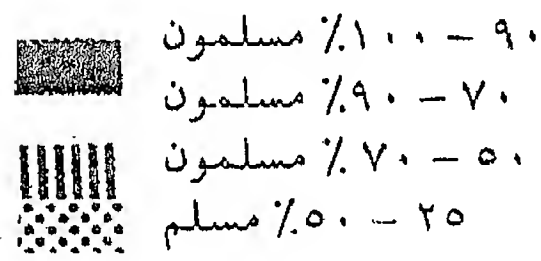 ٩٠ – ١٠٠٪ مسلمون
٧٠ – ٩٠٪ مسلمون
٥٠ – ٧٠٪ مسلمون
٢٥ – ٥٠٪ مسلم